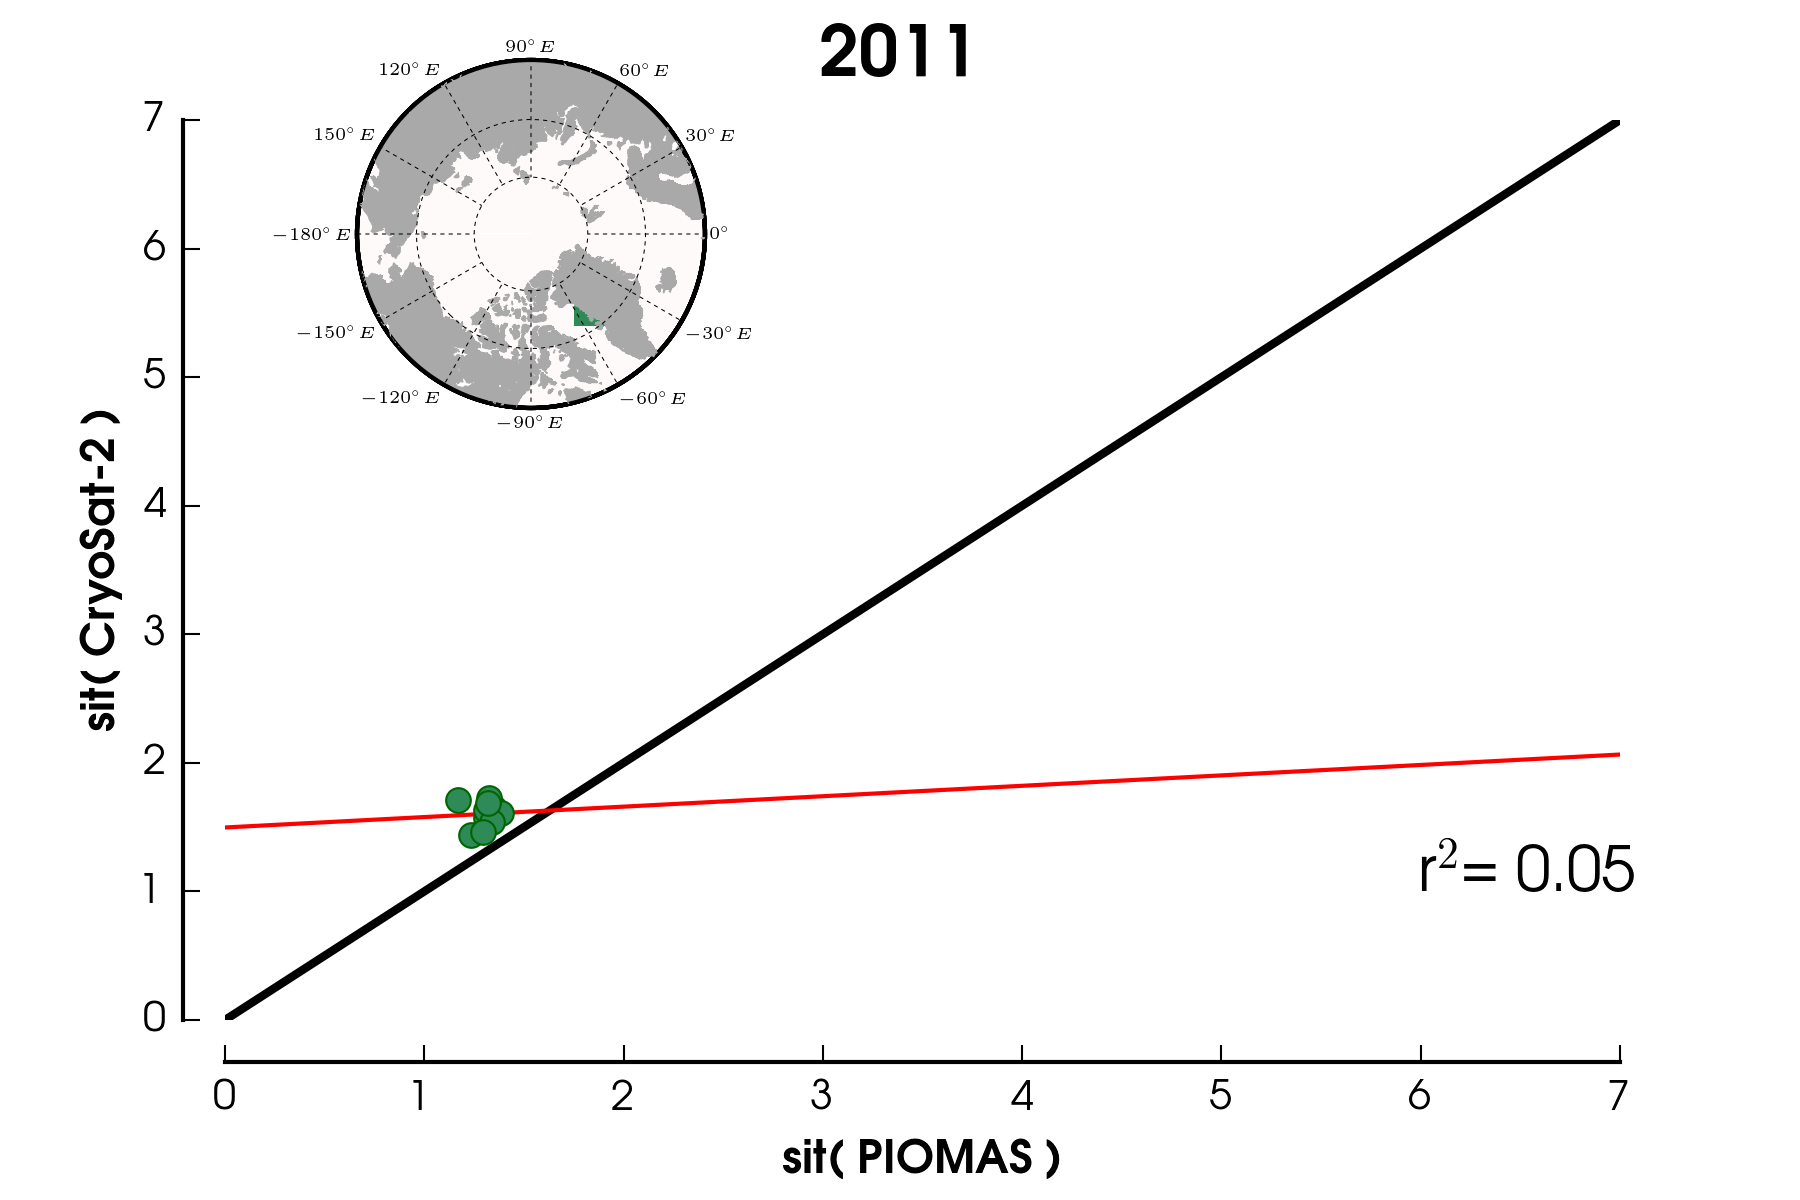 2011
90° E
120° E
60° E
150° E
30° E
−180° E
0°
−150° E
−30° E
−120° E
−60° E
−90° E
7
6
5
4
3
2
1
0
sit( CryoSat-2 )
r²= 0.05
0 1 2 3 4 5 6 7
sit( PIOMAS )